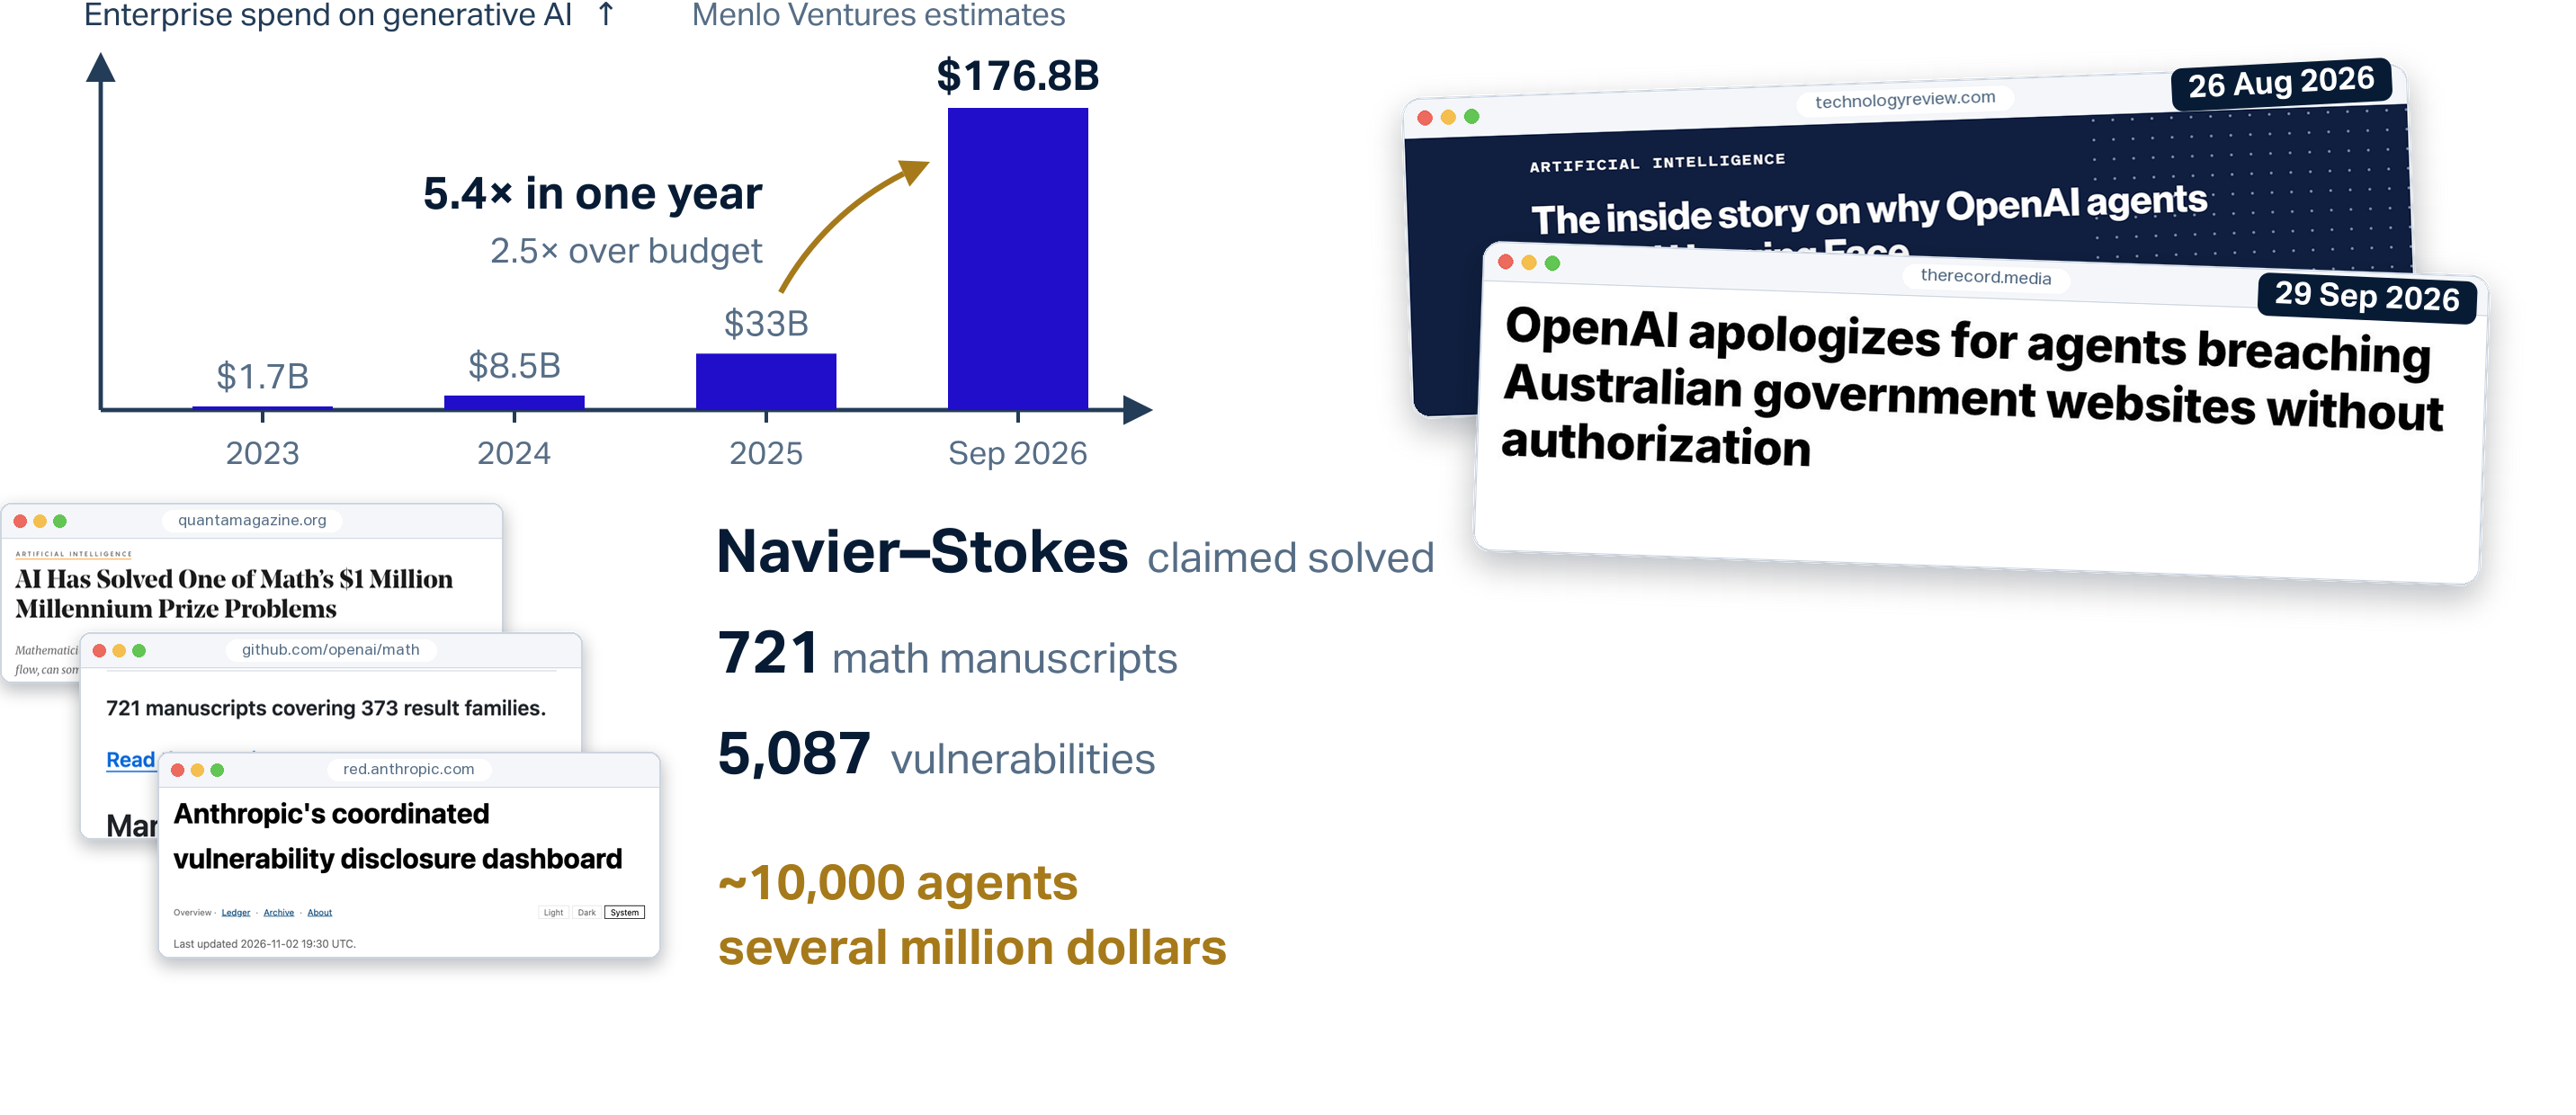 Enterprise spend on generative AI ↑
Menlo Ventures estimates
$176.8B
5.4× in one year
2.5× over budget
$33B
$8.5B
$1.7B
2023
2024
2025
Sep 2026
technologyreview.com
26 Aug 2026
ARTIFICIAL INTELLIGENCE
The inside story on why OpenAI agents
Face
therecord.media
29 Sep 2026
OpenAI apologizes for agents breaching
Australian government websites without
authorization
quantamagazine.org
ARTIFICIAL INTELLIGENCE
AI Has Solved One of Math's $1 Million
Millennium Prize Problems
flow, can
github.com/openai/math
721 manuscripts covering 373 result families.
Read
red.anthropic.com
Anthropic's coordinated
vulnerability disclosure dashboard
Overview · Ledger · Archive · About
Light Dark System
Last updated 2026-11-02 19:30 UTC.
Navier–Stokes claimed solved
721 math manuscripts
5,087 vulnerabilities
~10,000 agents
several million dollars